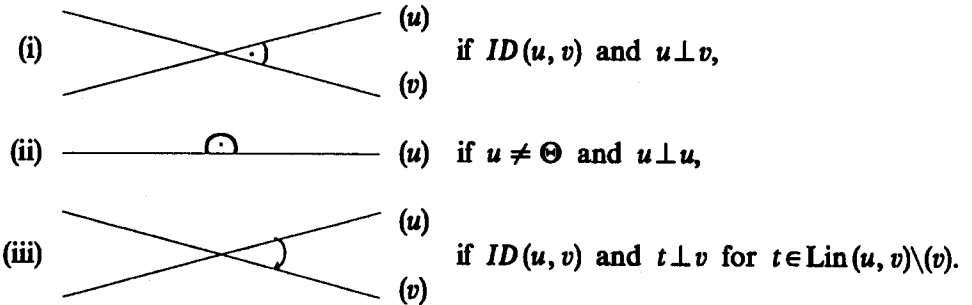 (i) (u) (v) if ID(u, v) and u⊥v,
(ii) (u) if u ≠ Θ and u⊥u,
(iii) (u) (v) if ID(u, v) and t⊥v for t∈Lin(u, v)\(v).